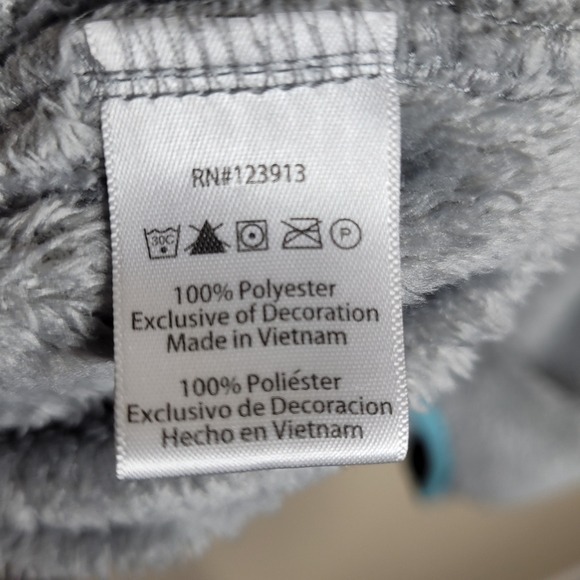 RN#123913
30C
P
100% Polyester
Exclusive of Decoration
Made in Vietnam
100% Poliéster
Exclusivo de Decoracion
Hecho en Vietnam